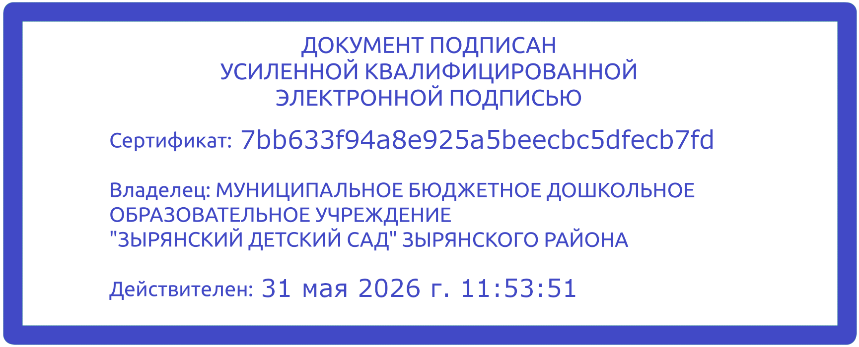 ДОКУМЕНТ ПОДПИСАН
УСИЛЕННОЙ КВАЛИФИЦИРОВАННОЙ
ЭЛЕКТРОННОЙ ПОДПИСЬЮ
Сертификат: 7bb633f94a8e925a5beecbc5dfecb7fd
Владелец: МУНИЦИПАЛЬНОЕ БЮДЖЕТНОЕ ДОШКОЛЬНОЕ
ОБРАЗОВАТЕЛЬНОЕ УЧРЕЖДЕНИЕ
"ЗЫРЯНСКИЙ ДЕТСКИЙ САД" ЗЫРЯНСКОГО РАЙОНА
Действителен: 31 мая 2026 г. 11:53:51